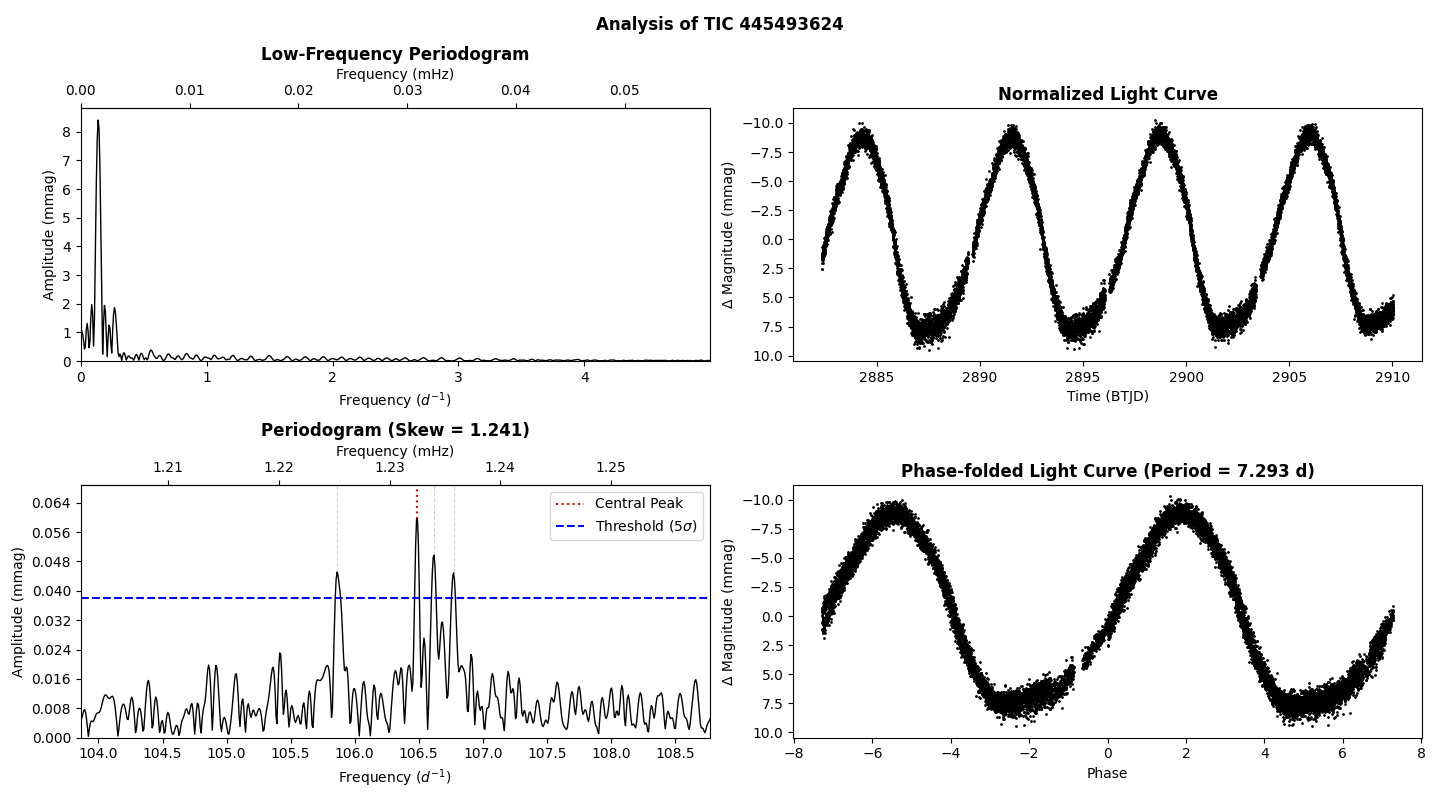 Analysis of TIC 445493624
Low-Frequency Periodogram
Frequency (mHz)
0.00 0.01 0.02 0.03 0.04 0.05
8
7
6
5
4
3
2
1
0
Amplitude (mmag)
0 1 2 3 4
Frequency (d⁻¹)
Normalized Light Curve
−10.0
−7.5
−5.0
−2.5
0.0
2.5
5.0
7.5
10.0
Δ Magnitude (mmag)
2885 2890 2895 2900 2905 2910
Time (BTJD)
Periodogram (Skew = 1.241)
Frequency (mHz)
1.21 1.22 1.23 1.24 1.25
0.064
0.056
0.048
0.040
0.032
0.024
0.016
0.008
0.000
Amplitude (mmag)
Central Peak
Threshold (5σ)
104.0 104.5 105.0 105.5 106.0 106.5 107.0 107.5 108.0 108.5
Frequency (d⁻¹)
Phase-folded Light Curve (Period = 7.293 d)
−10.0
−7.5
−5.0
−2.5
0.0
2.5
5.0
7.5
10.0
Δ Magnitude (mmag)
−8 −6 −4 −2 0 2 4 6 8
Phase